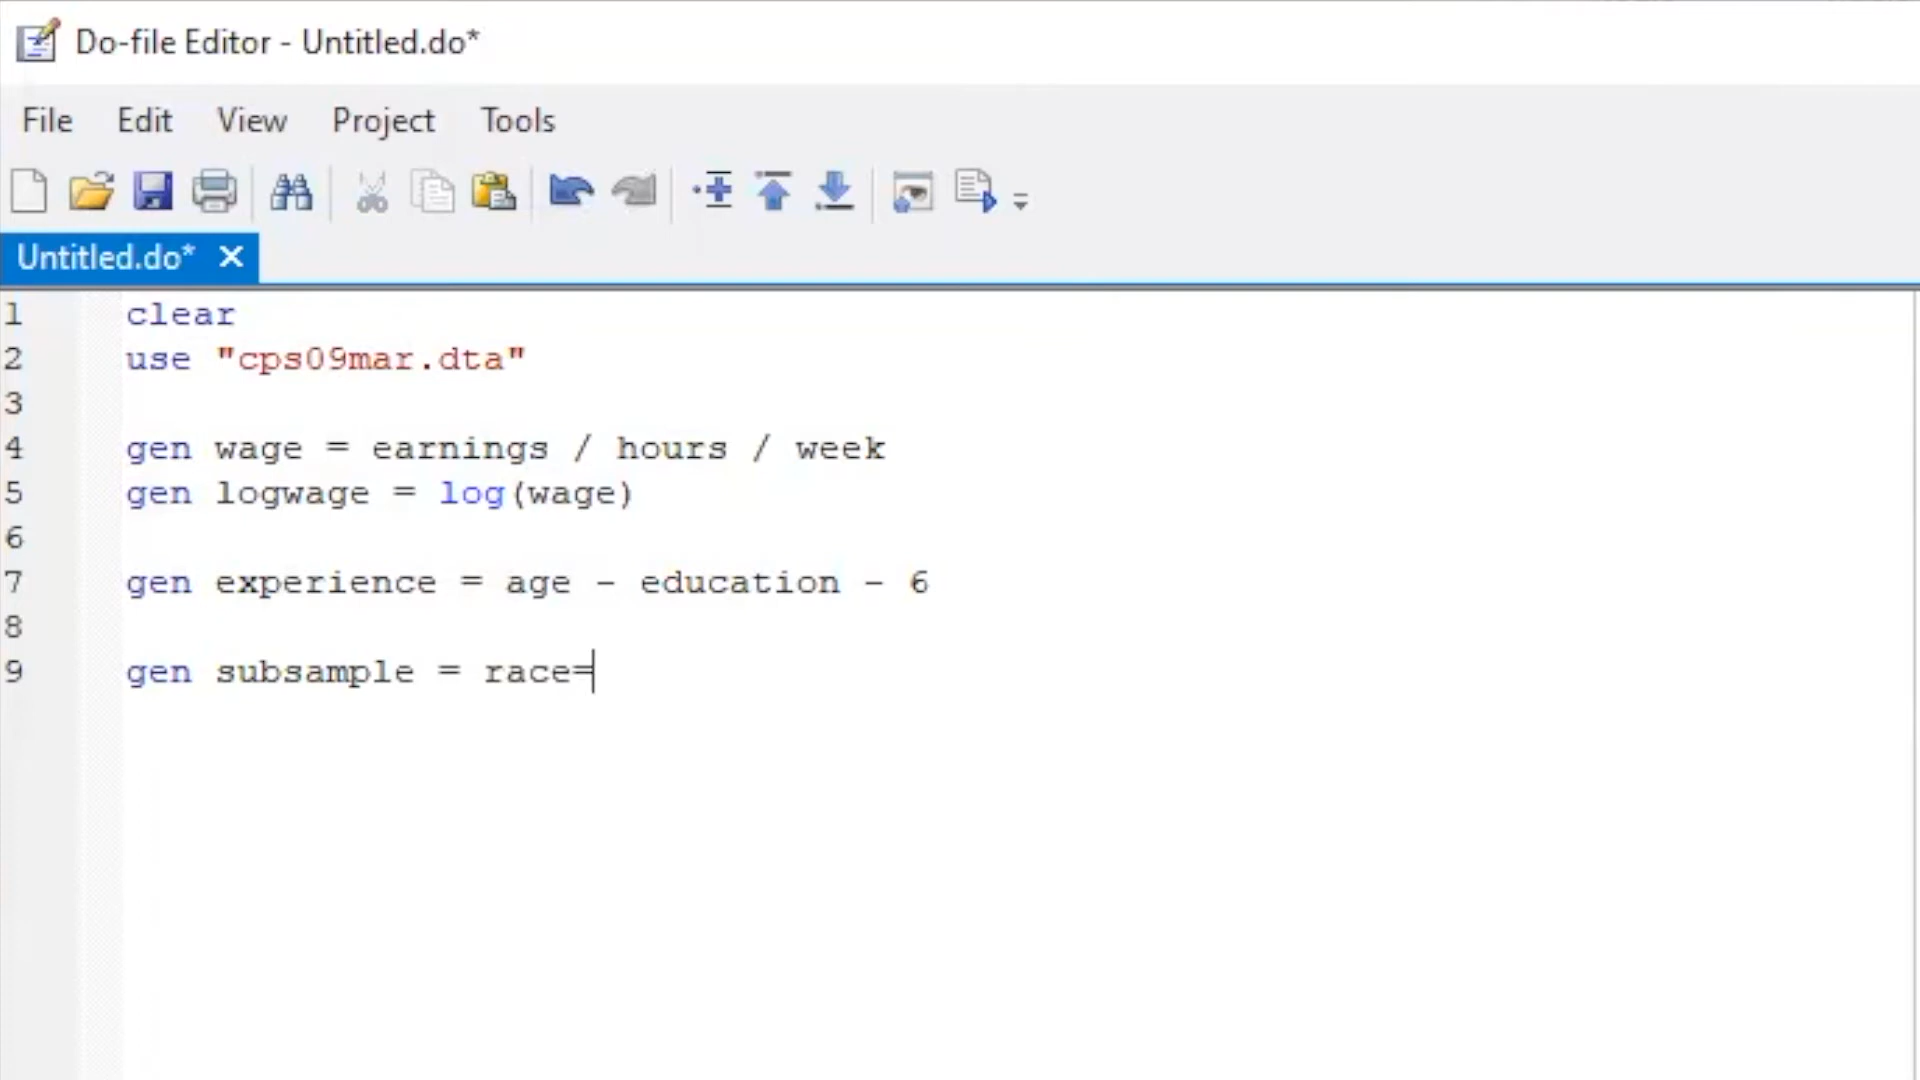 Do-file Editor - Untitled.do*
File Edit View Project Tools
Untitled.do* ✕
1 clear
2 use "cps09mar.dta"
3
4 gen wage = earnings / hours / week
5 gen logwage = log(wage)
6
7 gen experience = age - education - 6
8
9 gen subsample = race=